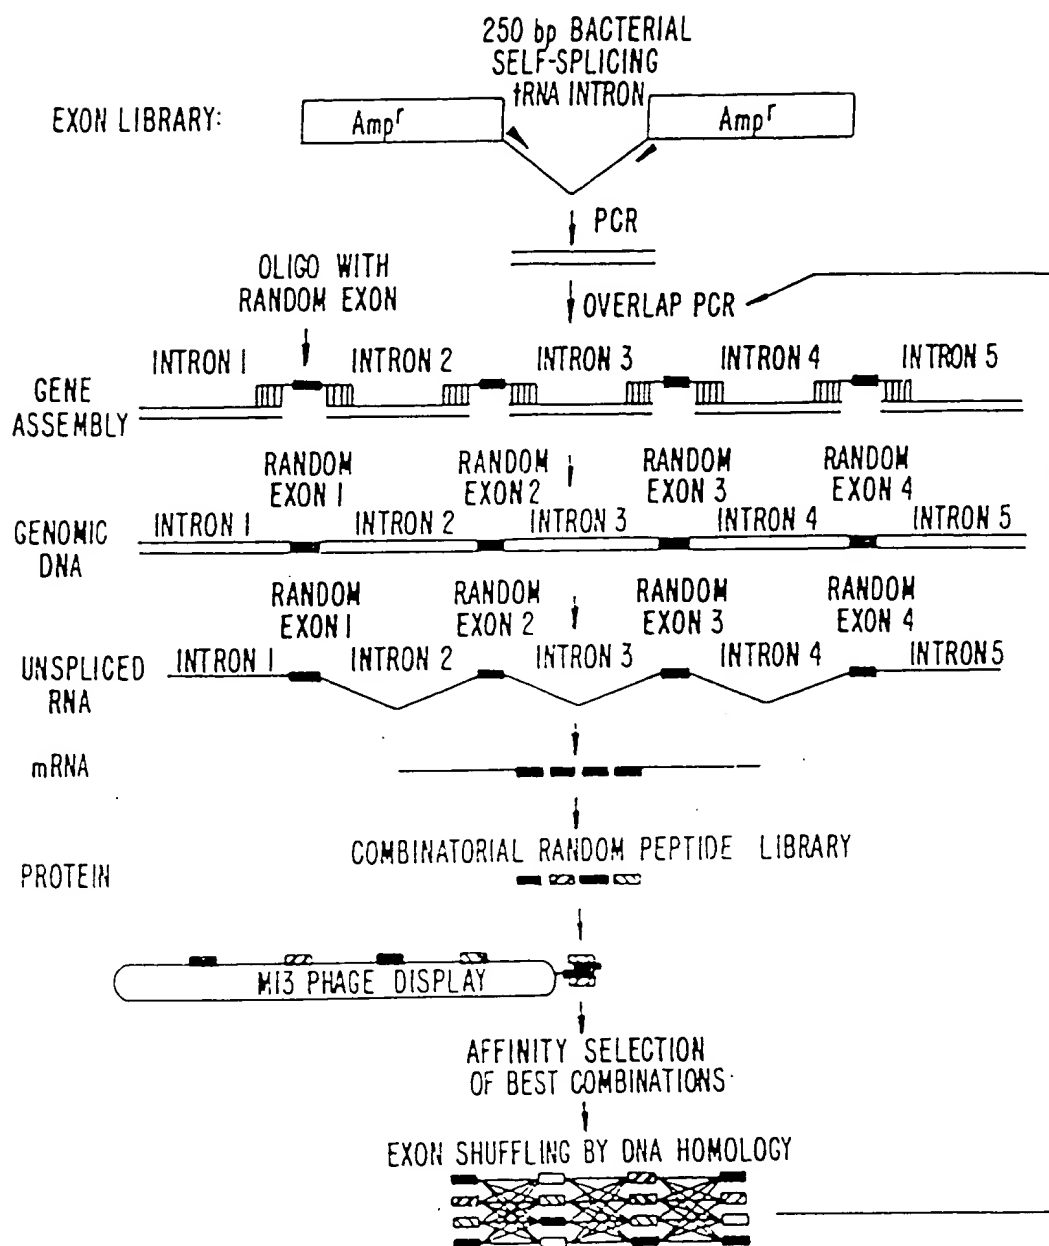 250 bp BACTERIAL
SELF-SPLICING
tRNA INTRON
EXON LIBRARY:
Ampr
Ampr
PCR
OLIGO WITH
RANDOM EXON
OVERLAP PCR
INTRON 1
INTRON 2
INTRON 3
INTRON 4
INTRON 5
GENE
ASSEMBLY
RANDOM
EXON 1
RANDOM
EXON 2
RANDOM
EXON 3
RANDOM
EXON 4
GENOMIC
DNA
INTRON 1
INTRON 2
INTRON 3
INTRON 4
INTRON 5
RANDOM
EXON 1
RANDOM
EXON 2
RANDOM
EXON 3
RANDOM
EXON 4
UNSPLICED
RNA
INTRON 1
INTRON 2
INTRON 3
INTRON 4
INTRON 5
mRNA
COMBINATORIAL RANDOM PEPTIDE LIBRARY
PROTEIN
M13 PHAGE DISPLAY
AFFINITY SELECTION
OF BEST COMBINATIONS
EXON SHUFFLING BY DNA HOMOLOGY